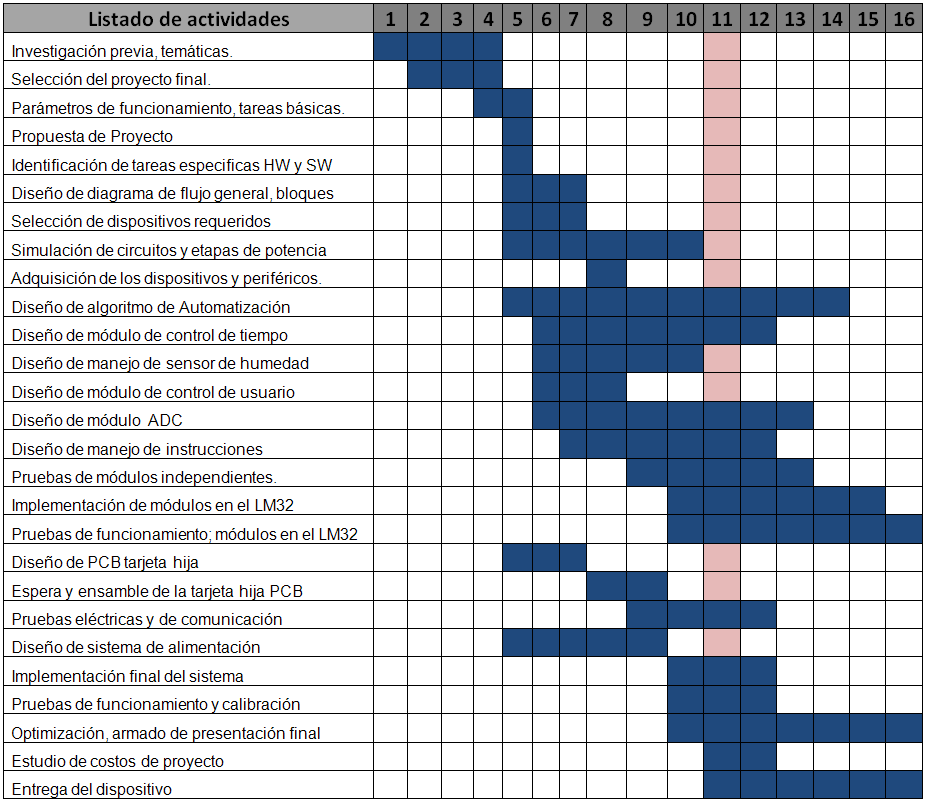 Listado de actividades 1 2 3 4 5 6 7 8 9 10 11 12 13 14 15 16
Investigación previa, temáticas.
Selección del proyecto final.
Parámetros de funcionamiento, tareas básicas.
Propuesta de Proyecto
Identificación de tareas especificas HW y SW
Diseño de diagrama de flujo general, bloques
Selección de dispositivos requeridos
Simulación de circuitos y etapas de potencia
Adquisición de los dispositivos y periféricos.
Diseño de algoritmo de Automatización
Diseño de módulo de control de tiempo
Diseño de manejo de sensor de humedad
Diseño de módulo de control de usuario
Diseño de módulo ADC
Diseño de manejo de instrucciones
Pruebas de módulos independientes.
Implementación de módulos en el LM32
Pruebas de funcionamiento; módulos en el LM32
Diseño de PCB tarjeta hija
Espera y ensamble de la tarjeta hija PCB
Pruebas eléctricas y de comunicación
Diseño de sistema de alimentación
Implementación final del sistema
Pruebas de funcionamiento y calibración
Optimización, armado de presentación final
Estudio de costos de proyecto
Entrega del dispositivo